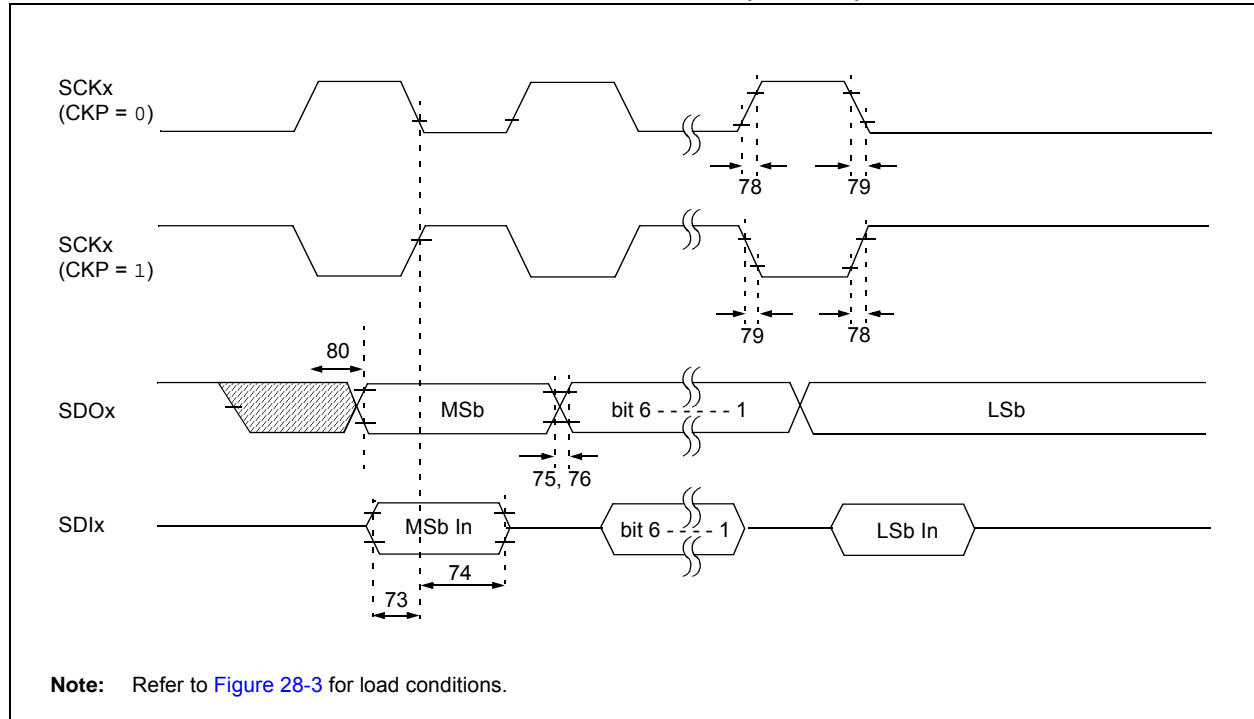 SCKx
(CKP = 0)
78
79
SCKx
(CKP = 1)
79
78
80
SDOx
MSb
bit 6 - - - - - - 1
LSb
75, 76
SDIx
MSb In
bit 6 - - - - 1
LSb In
74
73
Note: Refer to Figure 28-3 for load conditions.